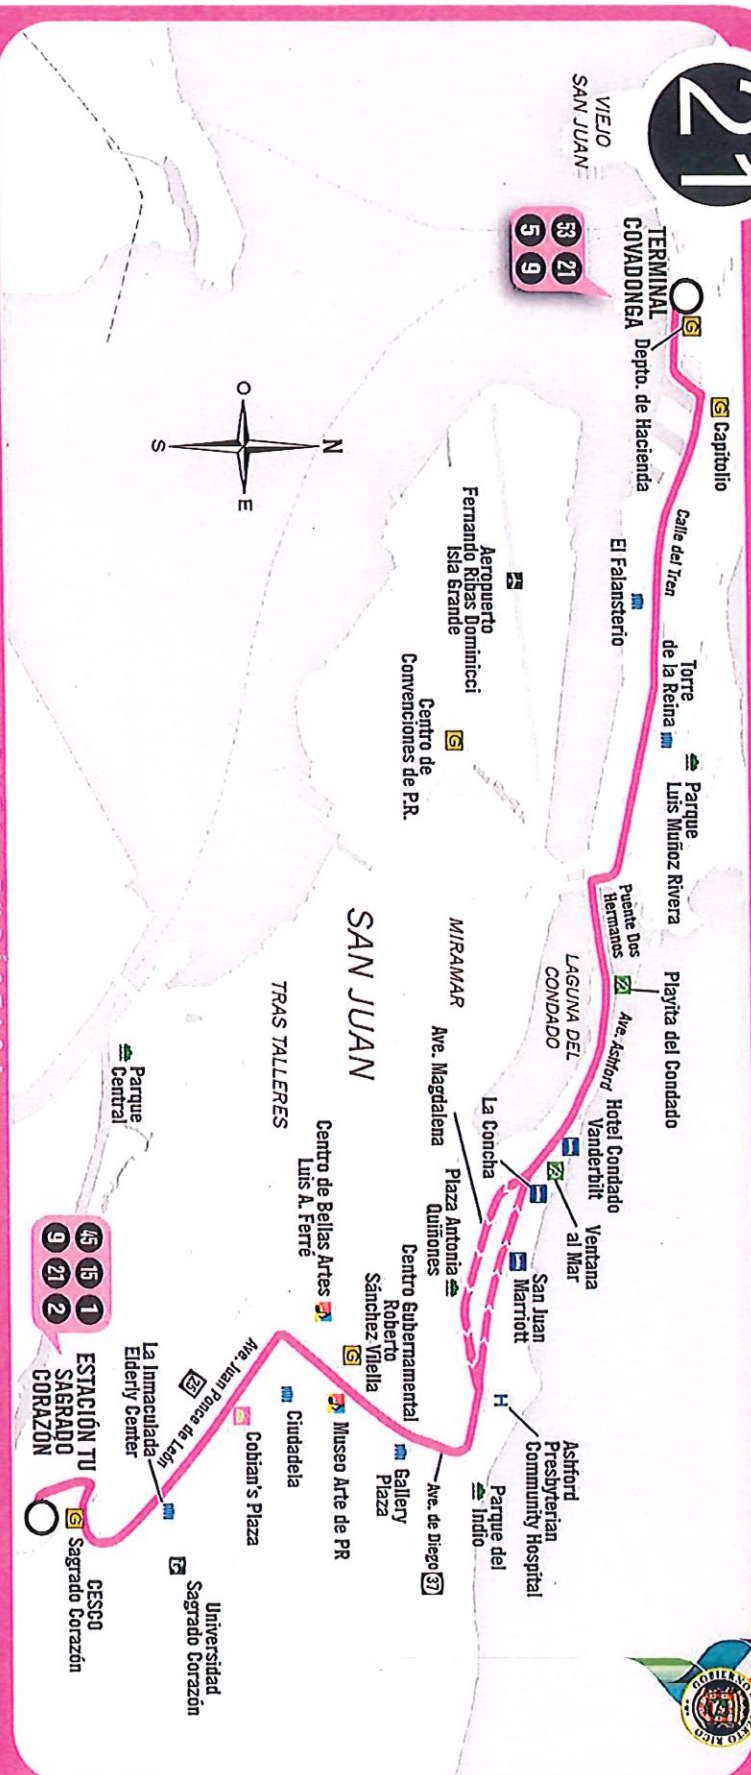 21
VIEJO
SAN JUAN
TERMINAL
COVADONGA
53 21
5 9
Depto. de Hacienda
G
G Capitolio
Calle del Tren
El Falansterio
Torre
de la Reina
Parque
Luis Muñoz Rivera
Aeropuerto
Fernando Ribas Dominicci
Isla Grande
Centro de
Convenciones de P.R.
G
N
O
E
S
Puente Dos
Hermanos
Playita del Condado
Ave. Ashford
LAGUNA DEL
CONDADO
MIRAMAR
SAN JUAN
TRAS TALLERES
Hotel Condado
Vanderbilt
Ventana
al Mar
La Concha
San Juan
Marriott
Ave. Magdalena
Plaza Antonia
Quiñones
H
Ashford
Presbyterian
Community Hospital
Parque del
Indio
Ave. de Diego 37
Gallery
Plaza
Centro Gubernamental
Roberto
Sánchez Vilella
G
Museo Arte de PR
Centro de Bellas Artes
Luis A. Ferré
Ciudadela
Cobian's Plaza
Ave. Juan Ponce de León
25
Parque
Central
La Inmaculada
Elderly Center
Universidad
Sagrado Corazón
45 15 1
9 21 2
ESTACIÓN TU
SAGRADO
CORAZÓN
CESCO
G Sagrado Corazón
GOBIERNO
PUERTO RICO